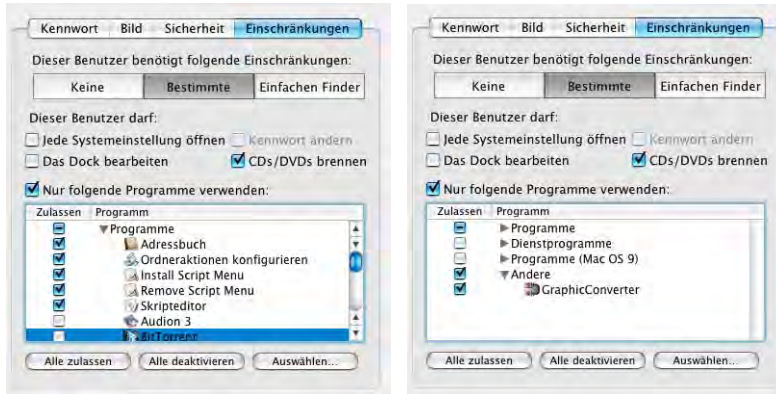 Kennwort Bild Sicherheit Einschränkungen
Dieser Benutzer benötigt folgende Einschränkungen:
Keine Bestimmte Einfachen Finder
Dieser Benutzer darf:
Jede Systemeinstellung öffnen Kennwort ändern
Das Dock bearbeiten CDs/DVDs brennen
Nur folgende Programme verwenden:
Zulassen Programm
Programme
Adressbuch
Ordneraktionen konfigurieren
Install Script Menu
Remove Script Menu
Skripteditor
Audion 3
BitTorrent
Alle zulassen Alle deaktivieren Auswählen...
Kennwort Bild Sicherheit Einschränkungen
Dieser Benutzer benötigt folgende Einschränkungen:
Keine Bestimmte Einfachen Finder
Dieser Benutzer darf:
Jede Systemeinstellung öffnen Kennwort ändern
Das Dock bearbeiten CDs/DVDs brennen
Nur folgende Programme verwenden:
Zulassen Programm
Programme
Dienstprogramme
Programme (Mac OS 9)
Andere
GraphicConverter
Alle zulassen Alle deaktivieren Auswählen...